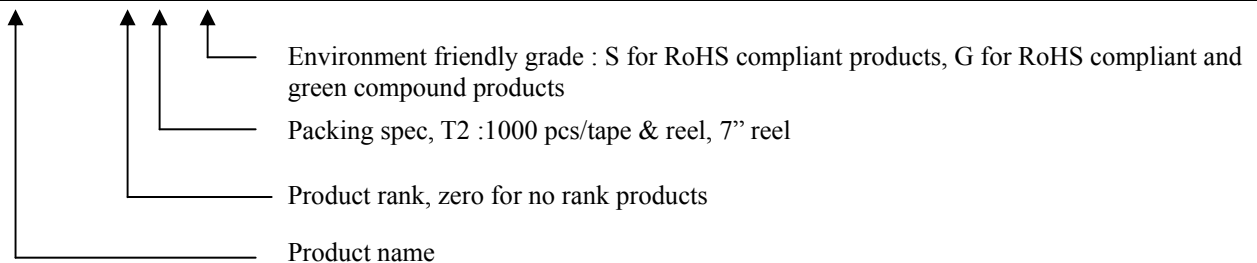 Environment friendly grade : S for RoHS compliant products, G for RoHS compliant and
green compound products
Packing spec, T2 :1000 pcs/tape & reel, 7” reel
Product rank, zero for no rank products
Product name